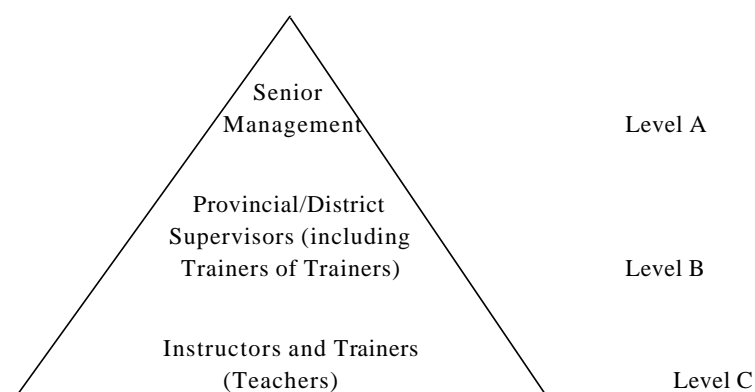 Senior
Management
Level A
Provincial/District
Supervisors (including
Trainers of Trainers)
Level B
Instructors and Trainers
(Teachers)
Level C